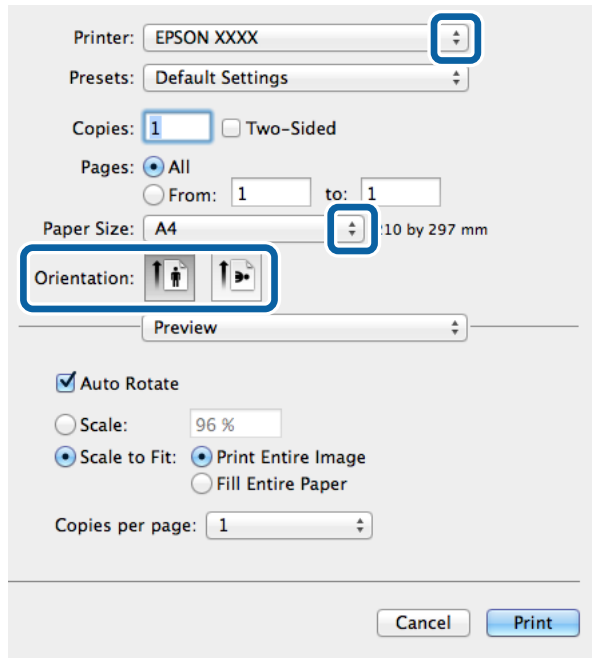 Printer: EPSON XXXX
Presets: Default Settings
Copies: 1 Two-Sided
Pages: All
From: 1 to: 1
Paper Size: A4 10 by 297 mm
Orientation:
Preview
Auto Rotate
Scale: 96 %
Scale to Fit: Print Entire Image
Fill Entire Paper
Copies per page: 1
Cancel Print